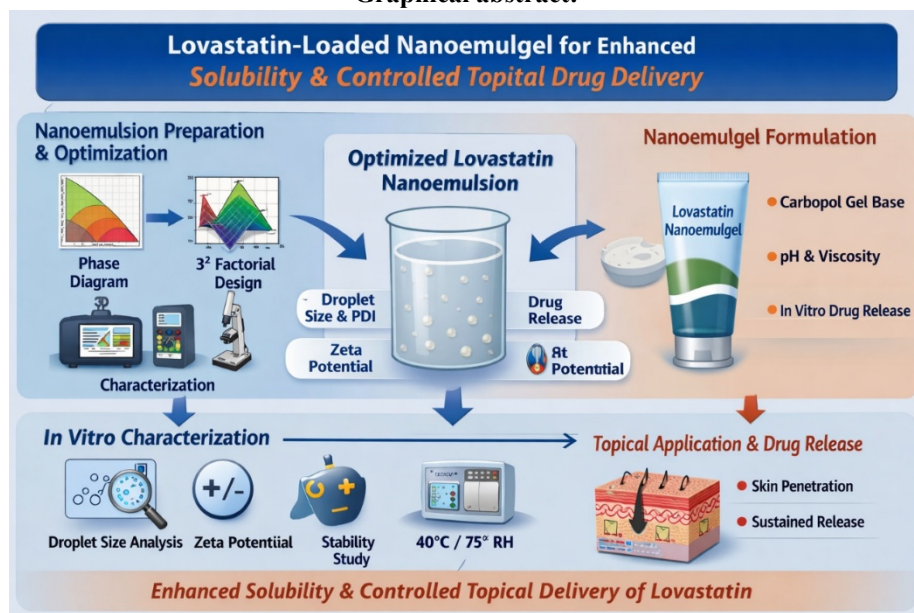 Graphical abstract:
Lovastatin-Loaded Nanoemulgel for Enhanced
Solubility & Controlled Topital Drug Delivery
Nanoemulsion Preparation
& Optimization
Phase
Diagram
3² Factorial
Design
Characterization
Optimized Lovastatin
Nanoemulsion
Droplet
Size & PDI
Drug
Release
Zeta
Potential
Nanoemulgel Formulation
Lovastatin
Nanoemulgel
Carbopol Gel Base
pH & Viscosity
In Vitro Drug Release
In Vitro Characterization
+/-
Droplet Size Analysis
Zeta Potentiial
Stability
Study
40°C / 75° RH
Topical Application & Drug Release
Skin Penetration
Sustained Release
Enhanced Solubility & Controlled Topical Delivery of Lovastatin